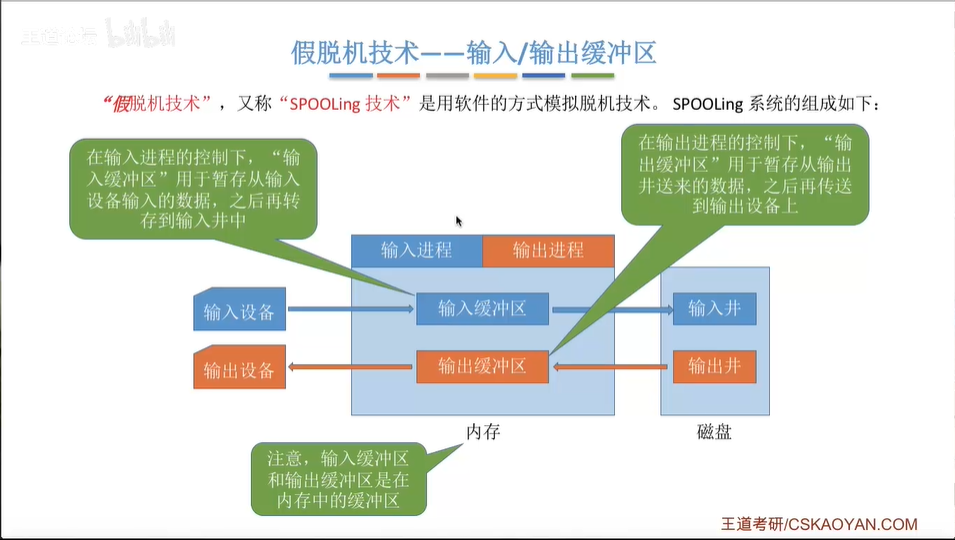 王道考研 bilibili
假脱机技术——输入/输出缓冲区
“假脱机技术”，又称“SPOOLing 技术”是用软件的方式模拟脱机技术。 SPOOLing 系统的组成如下：
在输入进程的控制下，“输
入缓冲区”用于暂存从输入
设备输入的数据，之后再转
存到输入井中
在输出进程的控制下，“输
出缓冲区”用于暂存从输出
井送来的数据，之后再传送
到输出设备上
输入进程
输出进程
输入设备
输入缓冲区
输入井
输出设备
输出缓冲区
输出井
内存
磁盘
注意，输入缓冲区
和输出缓冲区是在
内存中的缓冲区
王道考研/CSKAOYAN.COM